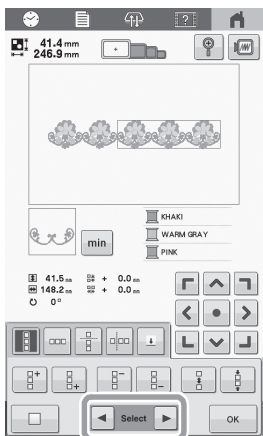 41.4 mm
246.9 mm
KHAKI
WARM GRAY
PINK
min
41.5 mm + 0.0 mm
148.2 mm + 0.0 mm
0°
Select
OK